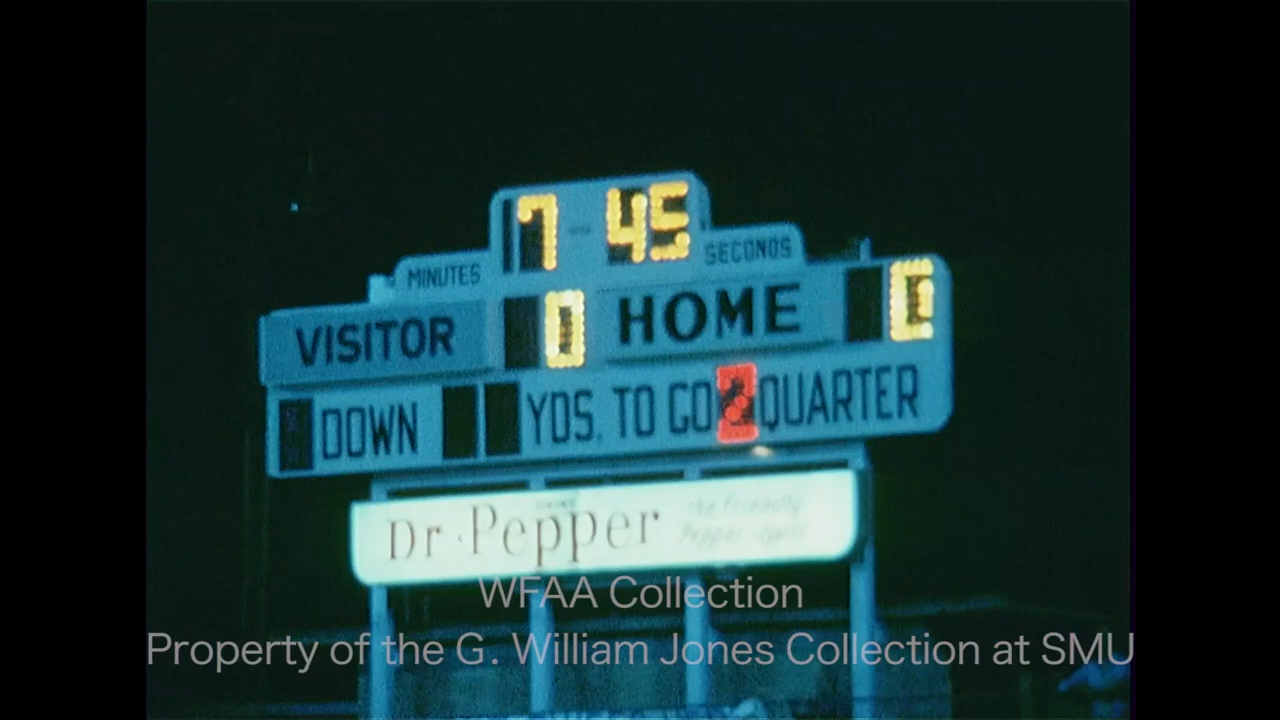 7 45
MINUTES SECONDS
VISITOR 0 HOME 0
DOWN YDS. TO GO 2 QUARTER
Dr Pepper the friendly
Pepper upper
WFAA Collection
Property of the G. William Jones Collection at SMU